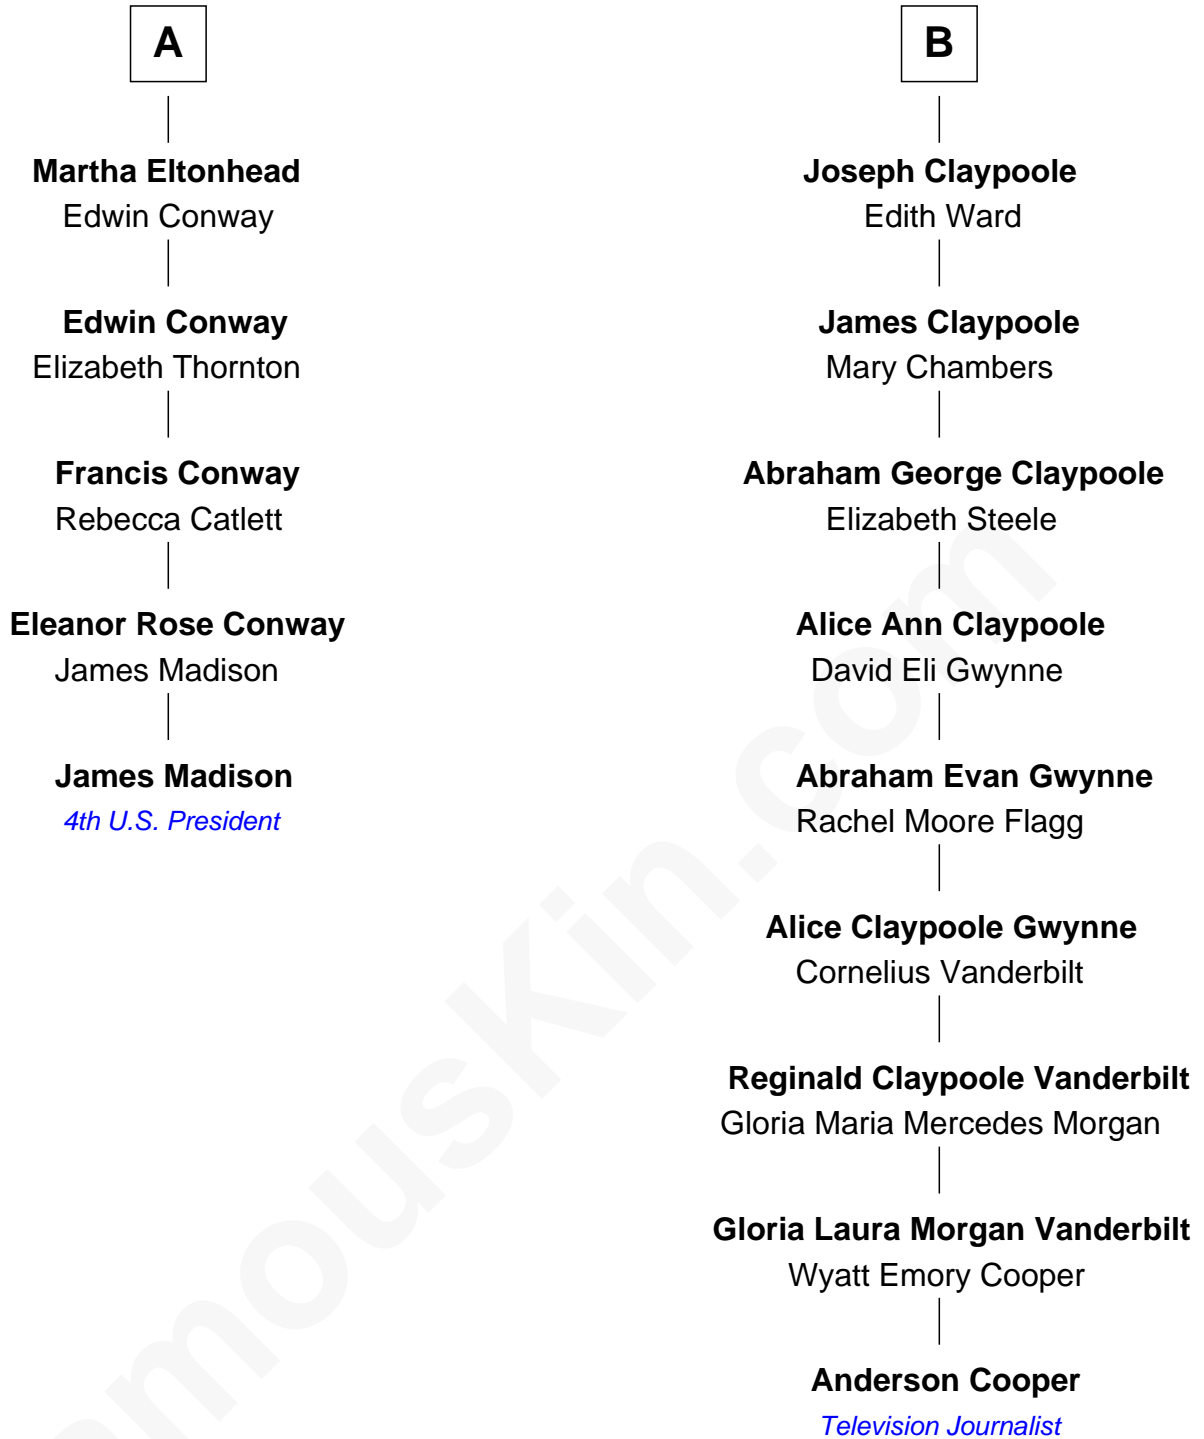 A
Martha Eltonhead
Edwin Conway
Edwin Conway
Elizabeth Thornton
Francis Conway
Rebecca Catlett
Eleanor Rose Conway
James Madison
James Madison
4th U.S. President
B
Joseph Claypoole
Edith Ward
James Claypoole
Mary Chambers
Abraham George Claypoole
Elizabeth Steele
Alice Ann Claypoole
David Eli Gwynne
Abraham Evan Gwynne
Rachel Moore Flagg
Alice Claypoole Gwynne
Cornelius Vanderbilt
Reginald Claypoole Vanderbilt
Gloria Maria Mercedes Morgan
Gloria Laura Morgan Vanderbilt
Wyatt Emory Cooper
Anderson Cooper
Television Journalist
amousKin.com